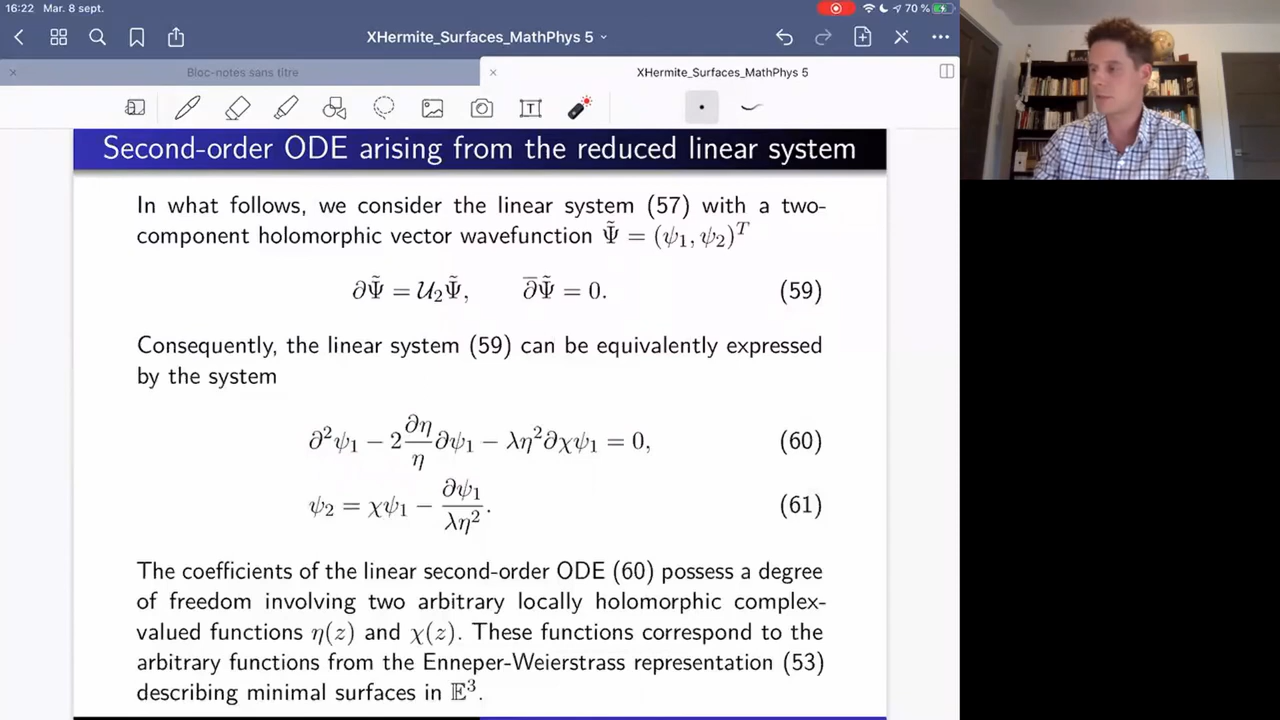 16:22 Mar. 8 sept. 70 %
XHermite_Surfaces_MathPhys 5
Bloc-notes sans titre XHermite_Surfaces_MathPhys 5
T
Second-order ODE arising from the reduced linear system
In what follows, we consider the linear system (57) with a two-
component holomorphic vector wavefunction Ψ̃ = (ψ₁, ψ₂)ᵀ
∂Ψ̃ = 𝒰₂Ψ̃, ∂̄Ψ̃ = 0. (59)
Consequently, the linear system (59) can be equivalently expressed
by the system
∂²ψ₁ − 2 ∂η/η ∂ψ₁ − λη²∂χψ₁ = 0, (60)
ψ₂ = χψ₁ − ∂ψ₁/λη². (61)
The coefficients of the linear second-order ODE (60) possess a degree
of freedom involving two arbitrary locally holomorphic complex-
valued functions η(z) and χ(z). These functions correspond to the
arbitrary functions from the Enneper-Weierstrass representation (53)
describing minimal surfaces in 𝔼³.